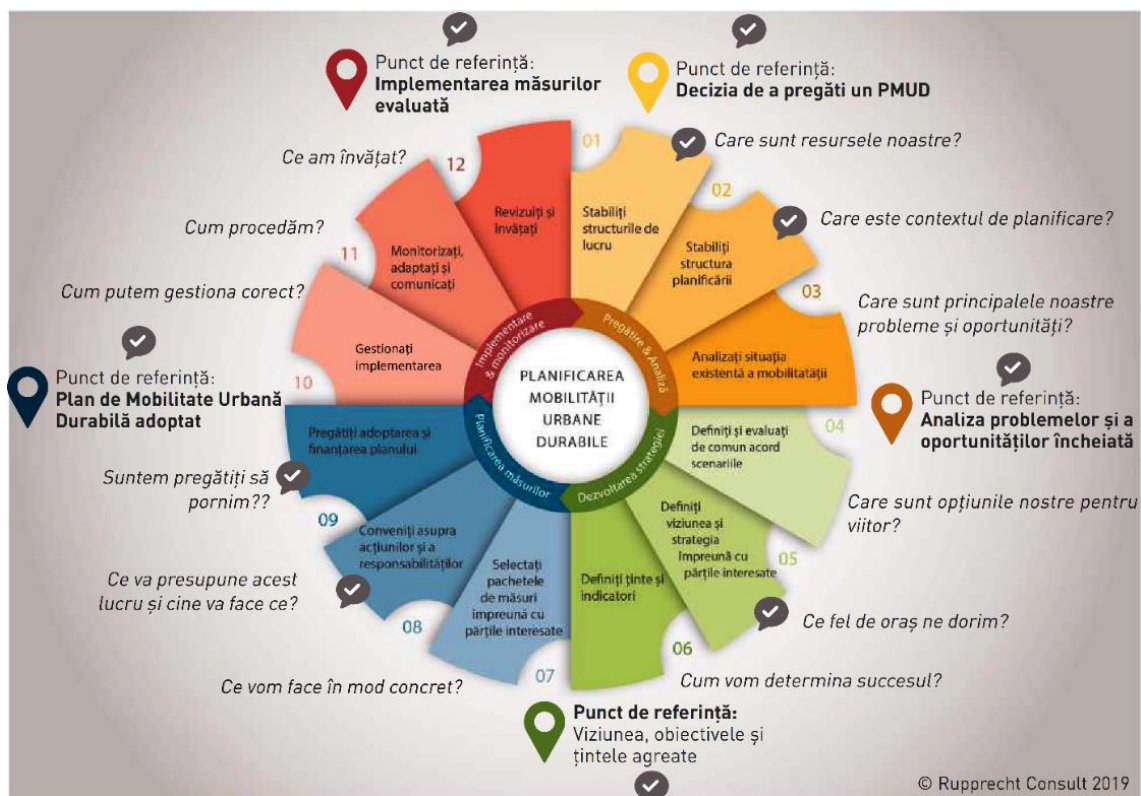 Punct de referință:
Implementarea măsurilor
evaluată
Punct de referință:
Decizia de a pregăti un PMUD
Care sunt resursele noastre?
Care este contextul de planificare?
Care sunt principalele noastre
probleme și oportunități?
Punct de referință:
Analiza problemelor și a
oportunităților încheiată
Care sunt opțiunile nostre pentru
viitor?
Ce fel de oraș ne dorim?
Cum vom determina succesul?
Punct de referință:
Viziunea, obiectivele și
țintele agreate
Ce vom face în mod concret?
Ce va presupune acest
lucru și cine va face ce?
Suntem pregătiți să
pornim??
Punct de referință:
Plan de Mobilitate Urbană
Durabilă adoptat
Cum putem gestiona corect?
Cum procedăm?
Ce am învățat?
01
Stabiliți
structurile de
lucru
02
Stabiliți
structura
planificării
03
Analizați situația
existentă a mobilitatății
04
Definiți și evaluați
de comun acord
scenariile
05
Definiți
viziunea și
strategia
împreună cu
părțile interesate
06
Definiți ținte și
indicatori
07
Selectați
pachetele
de măsuri
impreună cu
părțile interesate
08
Conveniți asupra
acțiunilor și a
responsabilităților
09
Pregătiți adoptarea și
finanțarea planului
10
Gestionați
implementarea
11
Monitorizați,
adaptați și
comunicați
12
Revizuiți și
învățați
Pregătire & Analiză
Dezvoltarea strategiei
Planificarea măsurilor
Implementare
& monitorizare
PLANIFICAREA
MOBILITĂȚII
URBANE
DURABILE
© Rupprecht Consult 2019